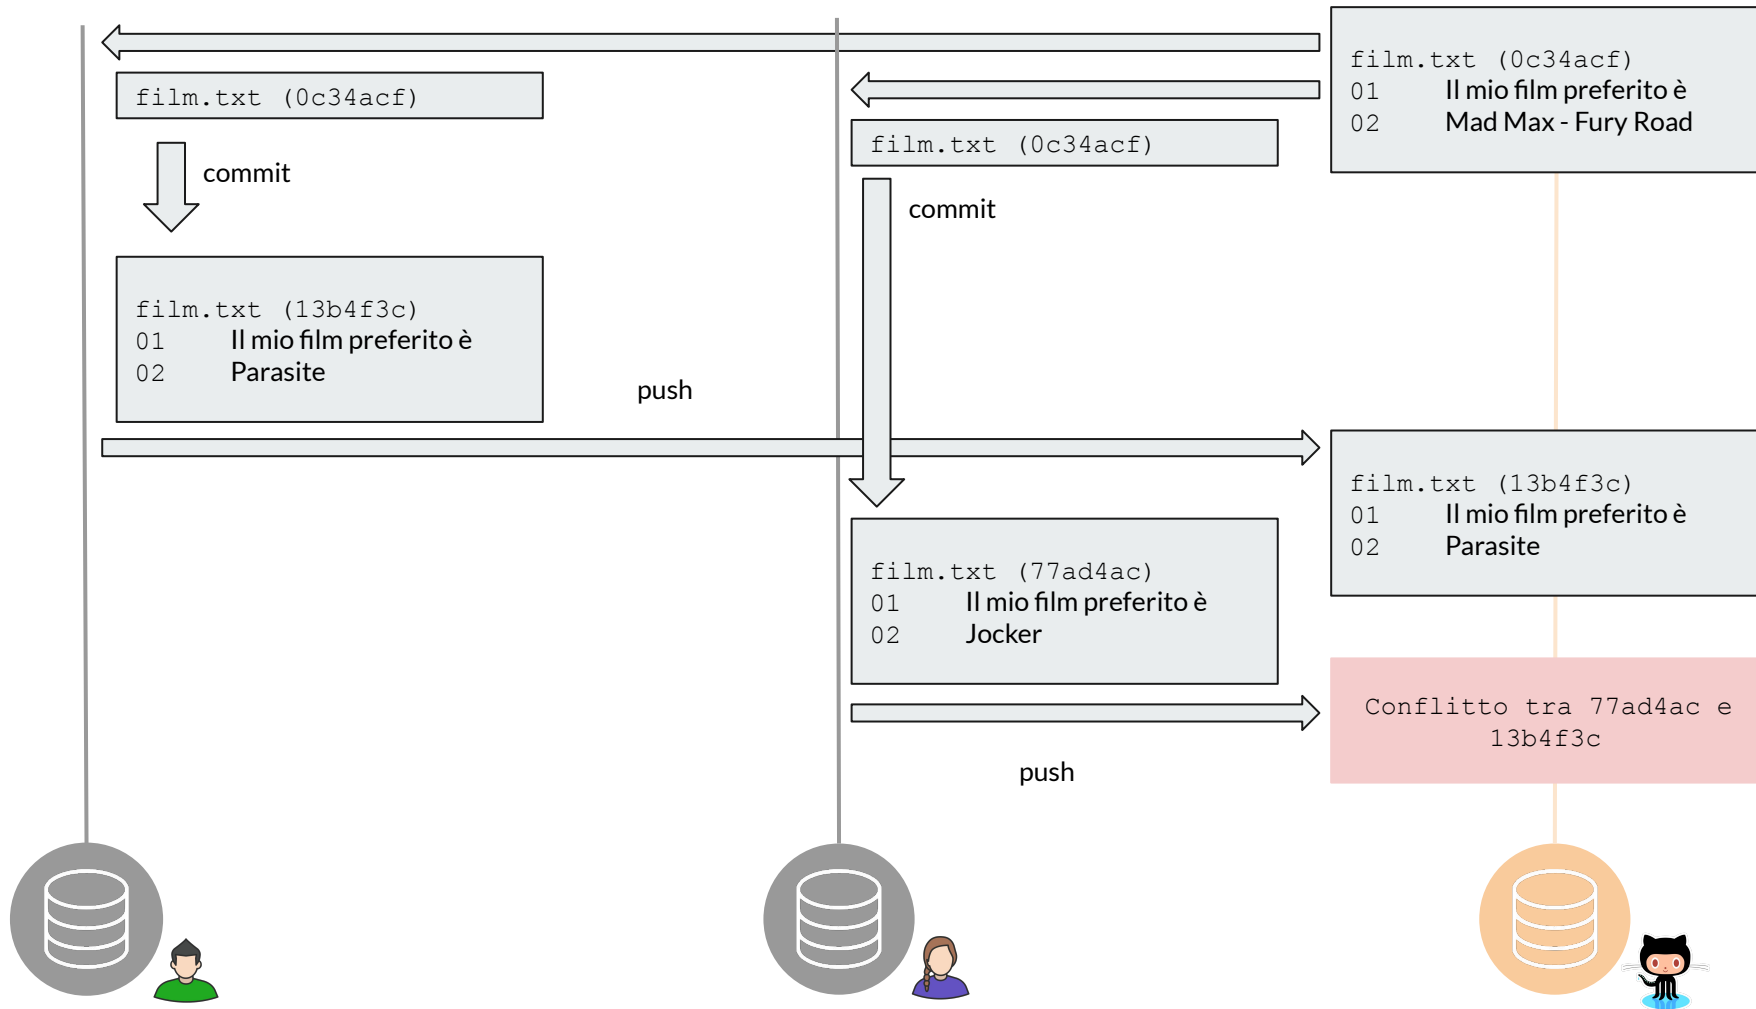 film.txt (0c34acf)
01 Il mio film preferito è
02 Mad Max - Fury Road
film.txt (0c34acf)
film.txt (0c34acf)
commit
commit
film.txt (13b4f3c)
01 Il mio film preferito è
02 Parasite
push
film.txt (13b4f3c)
01 Il mio film preferito è
02 Parasite
film.txt (77ad4ac)
01 Il mio film preferito è
02 Jocker
Conflitto tra 77ad4ac e
13b4f3c
push